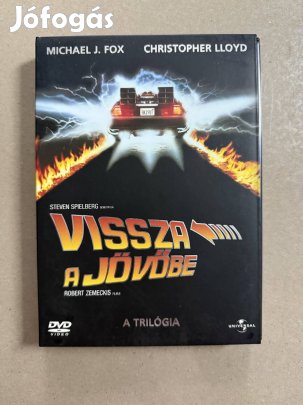 Jófogás
MICHAEL J. FOX CHRISTOPHER LLOYD
STEVEN SPIELBERG
VISSZA
A JÖVŐBE
ROBERT ZEMECKIS
A TRILÓGIA
DVD
VIDEO
UNIVERSAL